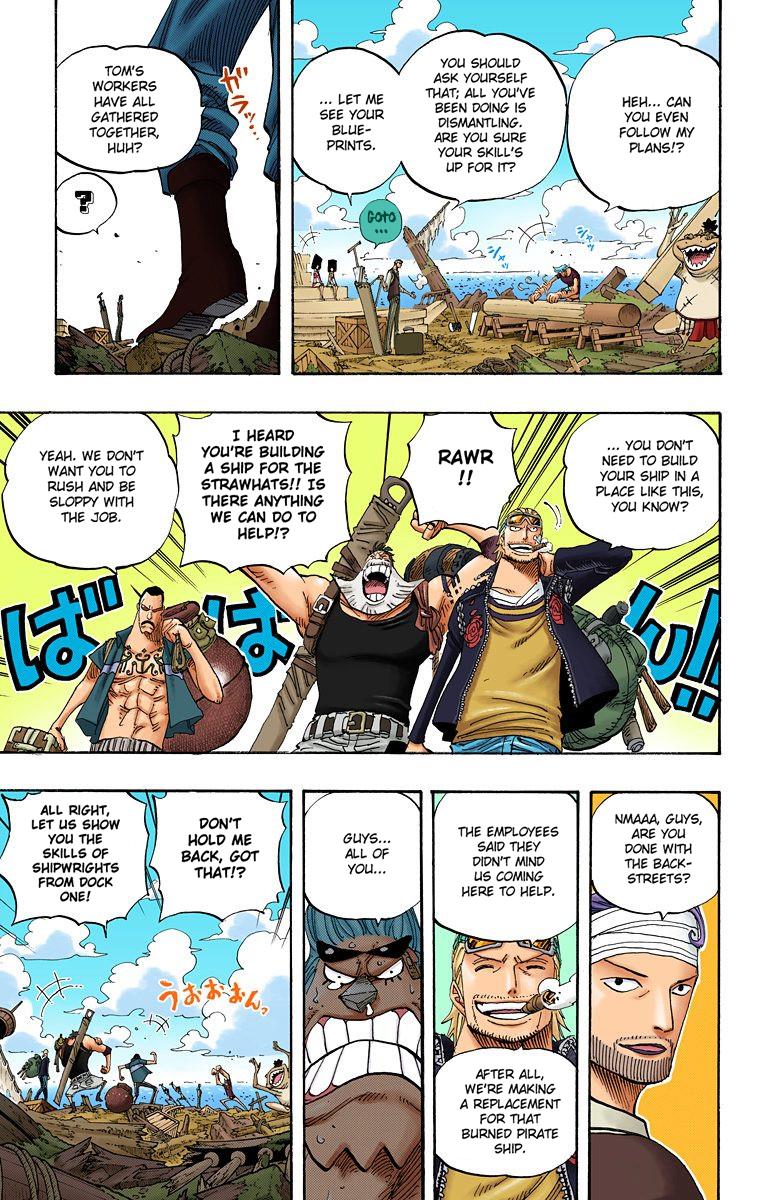 HEH... CAN
YOU EVEN
FOLLOW MY
PLANS!?
YOU SHOULD
ASK YOURSELF
THAT; ALL YOU'VE
BEEN DOING IS
DISMANTLING.
ARE YOU SURE
YOUR SKILL'S
UP FOR IT?
... LET ME
SEE YOUR
BLUE-
PRINTS.
GOTO
...
TOM'S
WORKERS
HAVE ALL
GATHERED
TOGETHER,
HUH?
ガラッ...
?
... YOU DON'T
NEED TO BUILD
YOUR SHIP IN
A PLACE LIKE THIS,
YOU KNOW?
RAWR
!!
I HEARD
YOU'RE BUILDING
A SHIP FOR THE
STRAWHATS!! IS
THERE ANYTHING
WE CAN DO TO
HELP!?
YEAH. WE DON'T
WANT YOU TO
RUSH AND BE
SLOPPY WITH
THE JOB.
ば
ば
ん!!
NMAAA, GUYS,
ARE YOU
DONE WITH
THE BACK-
STREETS?
THE EMPLOYEES
SAID THEY
DIDN'T MIND
US COMING
HERE TO HELP.
AFTER ALL,
WE'RE MAKING
A REPLACEMENT
FOR THAT
BURNED PIRATE
SHIP.
GUYS...
ALL OF
YOU...
DON'T
HOLD ME
BACK, GOT
THAT!?
ALL RIGHT,
LET US SHOW
YOU THE
SKILLS OF
SHIPWRIGHTS
FROM DOCK
ONE!
うおおおんっ